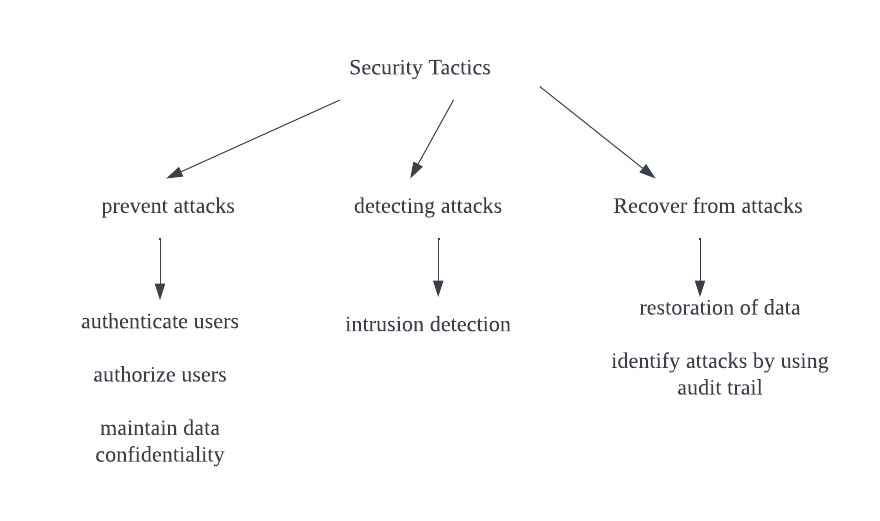 Security Tactics
prevent attacks
detecting attacks
Recover from attacks
authenticate users
authorize users
maintain data
confidentiality
intrusion detection
restoration of data
identify attacks by using
audit trail